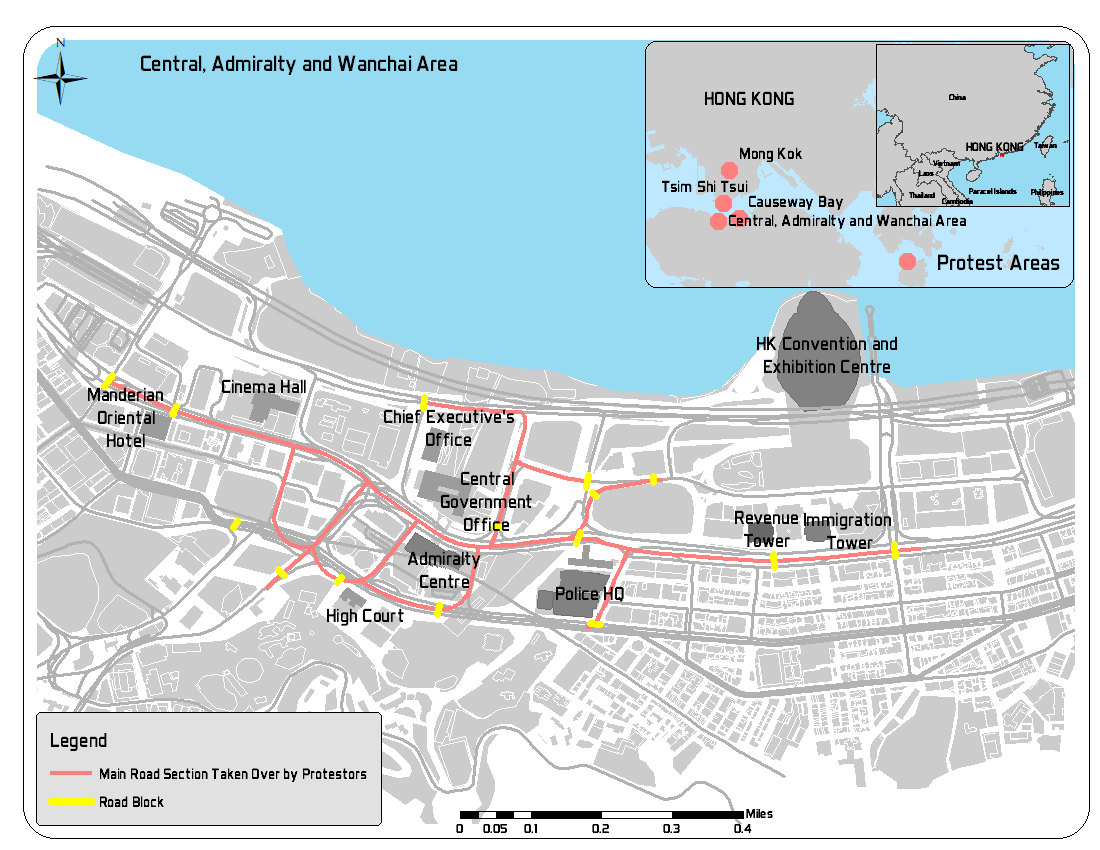 N
Central, Admiralty and Wanchai Area
HONG KONG
Mong Kok
Tsim Shi Tsui
Causeway Bay
Central, Admiralty and Wanchai Area
Protest Areas
China
HONG KONG
Taiwan
Vietnam
Laos
Paracel Islands
Philippines
Thailand
Cambodia
HK Convention and
Exhibition Centre
Manderian
Oriental
Hotel
Cinema Hall
Chief Executive's
Office
Central
Government
Office
Admiralty
Centre
High Court
Police HQ
Revenue
Tower
Immigration
Tower
Legend
Main Road Section Taken Over by Protestors
Road Block
Miles
0 0.05 0.1 0.2 0.3 0.4